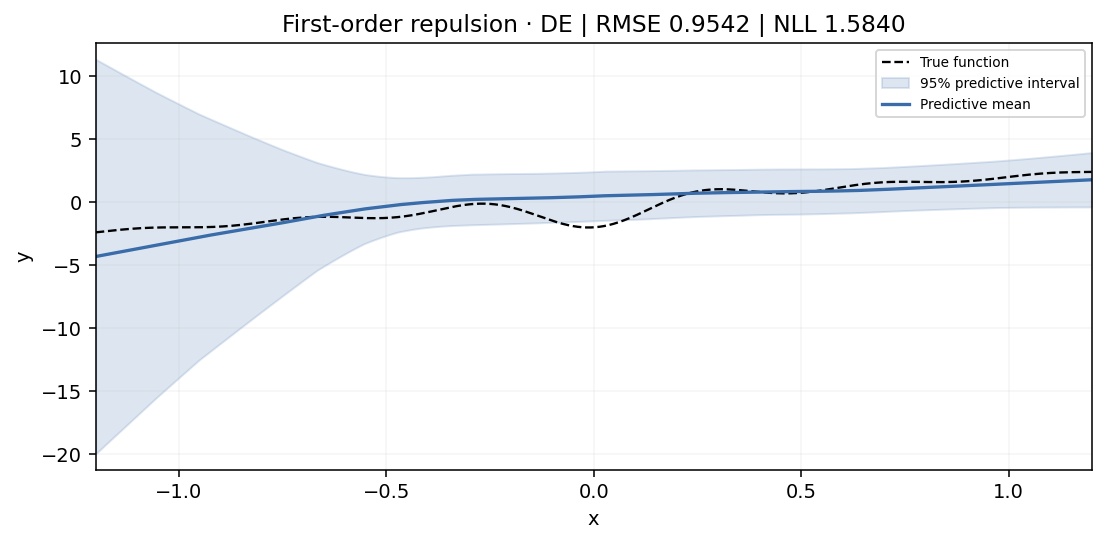 First-order repulsion · DE | RMSE 0.9542 | NLL 1.5840
True function
95% predictive interval
Predictive mean
10
5
0
−5
−10
−15
−20
y
−1.0 −0.5 0.0 0.5 1.0
x